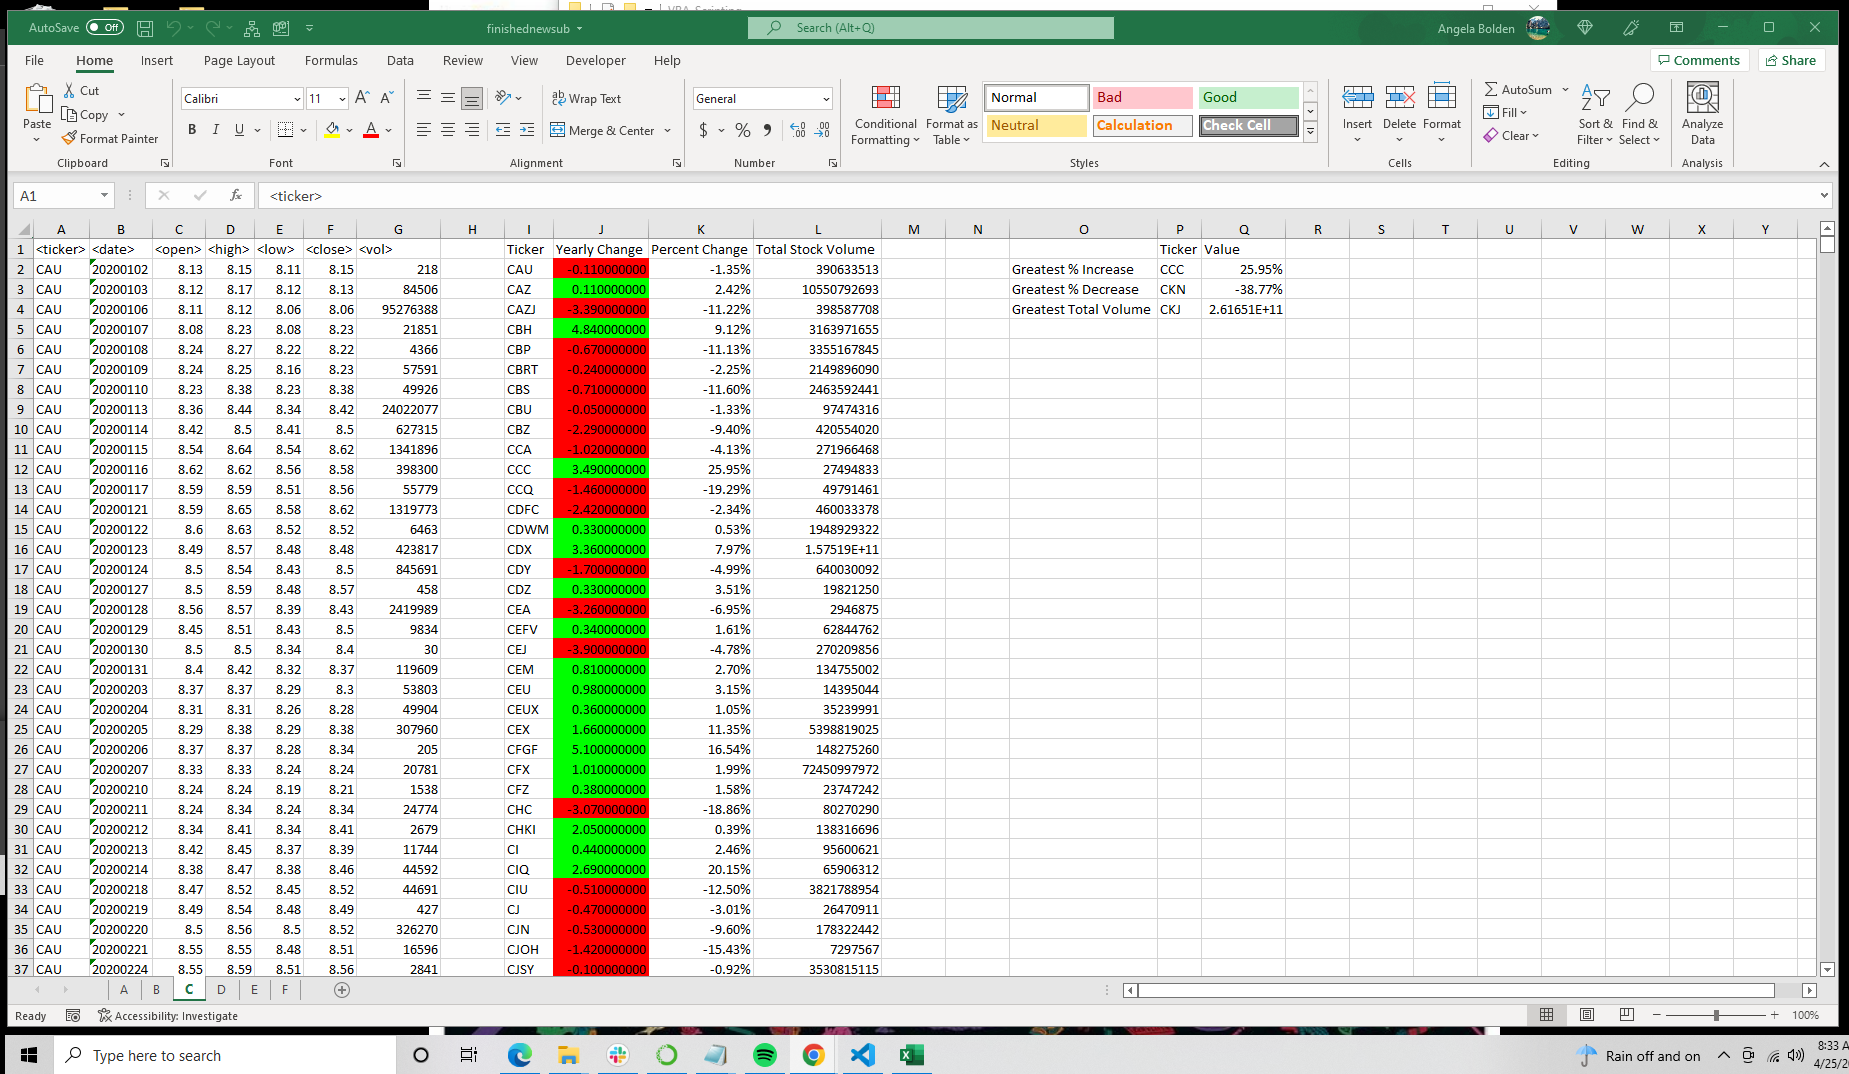 VBA-Scripting
AutoSave Off finishednewsub Search (Alt+Q) Angela Bolden
File Home Insert Page Layout Formulas Data Review View Developer Help Comments Share
Paste Cut Copy Format Painter Clipboard
Calibri 11 B I U Font
Wrap Text Merge & Center Alignment
General $ % Number
Conditional Formatting Format as Table Normal Bad Good Neutral Calculation Check Cell Styles
Insert Delete Format Cells
AutoSum Fill Clear Sort & Filter Find & Select Editing
Analyze Data Analysis
A1 fx <ticker>
A B C D E F G H I J K L M N O P Q R S T U V W X Y
1 <ticker> <date> <open> <high> <low> <close> <vol> Ticker Yearly Change Percent Change Total Stock Volume Ticker Value
2 CAU 20200102 8.13 8.15 8.11 8.15 218 CAU -0.110000000 -1.35% 390633513 Greatest % Increase CCC 25.95%
3 CAU 20200103 8.12 8.17 8.12 8.13 84506 CAZ 0.110000000 2.42% 10550792693 Greatest % Decrease CKN -38.77%
4 CAU 20200106 8.11 8.12 8.06 8.06 95276388 CAZJ -3.390000000 -11.22% 398587708 Greatest Total Volume CKJ 2.61651E+11
5 CAU 20200107 8.08 8.23 8.08 8.23 21851 CBH 4.840000000 9.12% 3163971655
6 CAU 20200108 8.24 8.27 8.22 8.22 4366 CBP -0.670000000 -11.13% 3355167845
7 CAU 20200109 8.24 8.25 8.16 8.23 57591 CBRT -0.240000000 -2.25% 2149896090
8 CAU 20200110 8.23 8.38 8.23 8.38 49926 CBS -0.710000000 -11.60% 2463592441
9 CAU 20200113 8.36 8.44 8.34 8.42 24022077 CBU -0.050000000 -1.33% 97474316
10 CAU 20200114 8.42 8.5 8.41 8.5 627315 CBZ -2.290000000 -9.40% 420554020
11 CAU 20200115 8.54 8.64 8.54 8.62 1341896 CCA -1.020000000 -4.13% 271966468
12 CAU 20200116 8.62 8.62 8.56 8.58 398300 CCC 3.490000000 25.95% 27494833
13 CAU 20200117 8.59 8.59 8.51 8.56 55779 CCQ -1.460000000 -19.29% 49791461
14 CAU 20200121 8.59 8.65 8.58 8.62 1319773 CDFC -2.420000000 -2.34% 460033378
15 CAU 20200122 8.6 8.63 8.52 8.52 6463 CDWM 0.330000000 0.53% 1948929322
16 CAU 20200123 8.49 8.57 8.48 8.48 423817 CDX 3.360000000 7.97% 1.57519E+11
17 CAU 20200124 8.5 8.54 8.43 8.5 845691 CDY -1.700000000 -4.99% 640030092
18 CAU 20200127 8.5 8.59 8.48 8.57 458 CDZ 0.330000000 3.51% 19821250
19 CAU 20200128 8.56 8.57 8.39 8.43 2419989 CEA -3.260000000 -6.95% 2946875
20 CAU 20200129 8.45 8.51 8.43 8.5 9834 CEFV 0.340000000 1.61% 62844762
21 CAU 20200130 8.5 8.5 8.34 8.4 30 CEJ -3.900000000 -4.78% 270209856
22 CAU 20200131 8.4 8.42 8.32 8.37 119609 CEM 0.810000000 2.70% 134755002
23 CAU 20200203 8.37 8.37 8.29 8.3 53803 CEU 0.980000000 3.15% 14395044
24 CAU 20200204 8.31 8.31 8.26 8.28 49904 CEUX 0.360000000 1.05% 35239991
25 CAU 20200205 8.29 8.38 8.29 8.38 307960 CEX 1.660000000 11.35% 5398819025
26 CAU 20200206 8.37 8.37 8.28 8.34 205 CFGF 5.100000000 16.54% 148275260
27 CAU 20200207 8.33 8.33 8.24 8.24 20781 CFX 1.010000000 1.99% 72450997972
28 CAU 20200210 8.24 8.24 8.19 8.21 1538 CFZ 0.380000000 1.58% 23747242
29 CAU 20200211 8.24 8.34 8.24 8.34 24774 CHC -3.070000000 -18.86% 80270290
30 CAU 20200212 8.34 8.41 8.34 8.41 2679 CHKI 2.050000000 0.39% 138316696
31 CAU 20200213 8.42 8.45 8.37 8.39 11744 CI 0.440000000 2.46% 95600621
32 CAU 20200214 8.38 8.47 8.38 8.46 44592 CIQ 2.690000000 20.15% 65906312
33 CAU 20200218 8.47 8.52 8.45 8.52 44691 CIU -0.510000000 -12.50% 3821788954
34 CAU 20200219 8.49 8.54 8.48 8.49 427 CJ -0.470000000 -3.01% 26470911
35 CAU 20200220 8.5 8.56 8.5 8.52 326270 CJN -0.530000000 -9.60% 178322442
36 CAU 20200221 8.55 8.55 8.48 8.51 16596 CJOH -1.420000000 -15.43% 7297567
37 CAU 20200224 8.55 8.59 8.51 8.56 2841 CJSY -0.100000000 -0.92% 3530815115
A B C D E F
Ready Accessibility: Investigate 100%
Type here to search Rain off and on 8:33 A
4/25/2